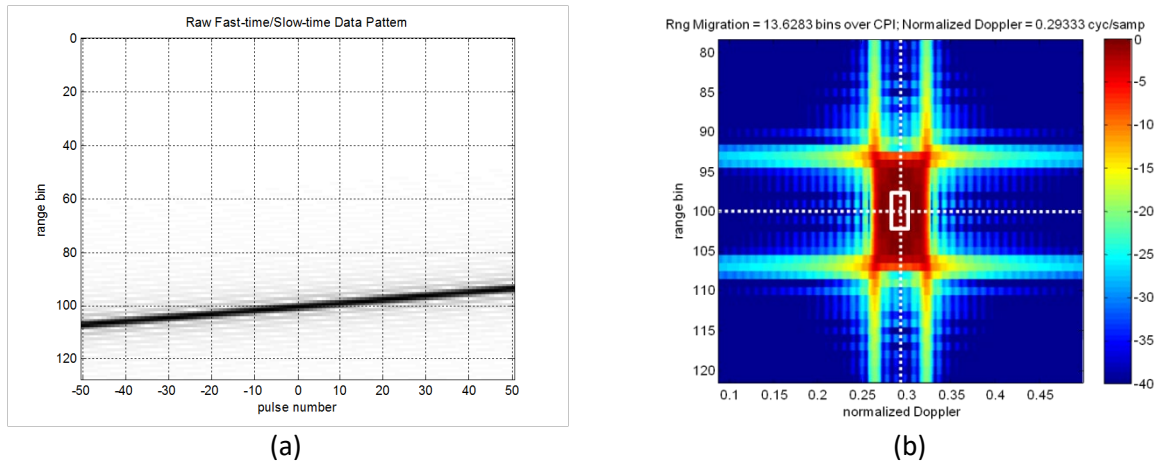 Raw Fast-time/Slow-time Data Pattern
0
20
40
60
80
100
120
range bin
-50 -40 -30 -20 -10 0 10 20 30 40 50
pulse number
(a)
Rng Migration = 13.6283 bins over CPI; Normalized Doppler = 0.29333 cyc/samp
80
85
90
95
100
105
110
115
120
range bin
0.1 0.15 0.2 0.25 0.3 0.35 0.4 0.45
normalized Doppler
0
-5
-10
-15
-20
-25
-30
-35
-40
(b)